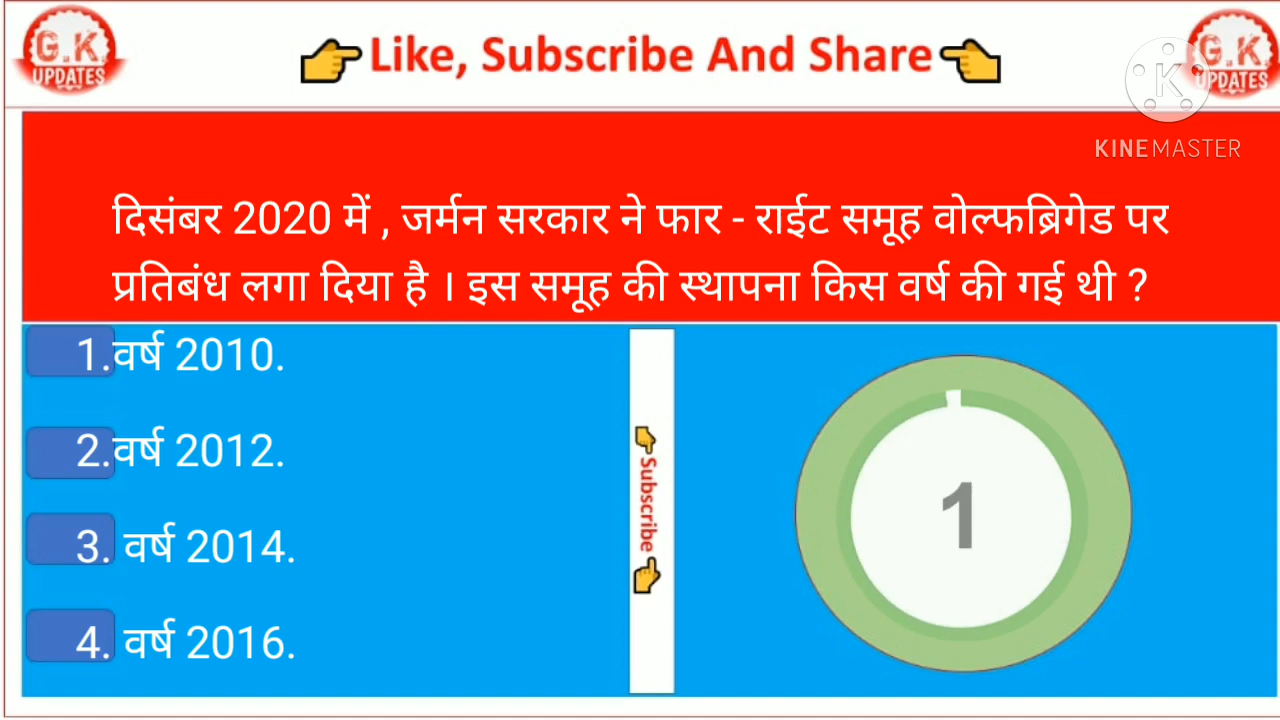 G.K.
UPDATES
👉Like, Subscribe And Share👈
G.K.
UPDATES
K
KINEMASTER
दिसंबर 2020 में , जर्मन सरकार ने फार - राईट समूह वोल्फब्रिगेड पर
प्रतिबंध लगा दिया है । इस समूह की स्थापना किस वर्ष की गई थी ?
1.वर्ष 2010.
2.वर्ष 2012.
3. वर्ष 2014.
4. वर्ष 2016.
👉Subscribe👈
1